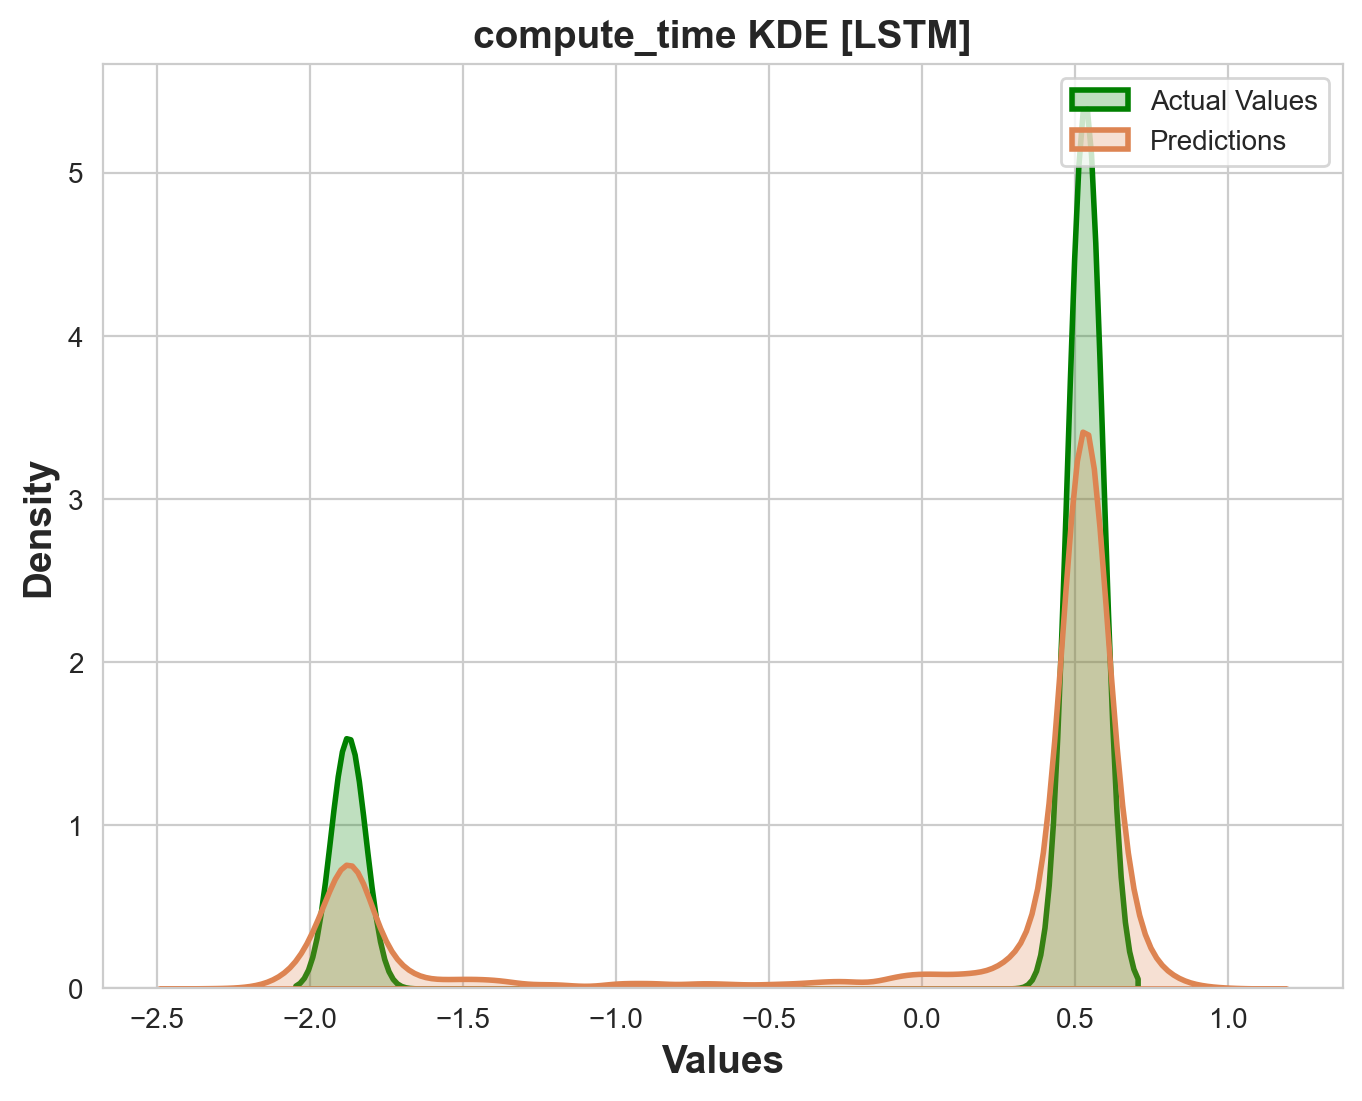 compute_time KDE [LSTM]
Actual Values
Predictions
5
4
3
2
1
0
Density
−2.5 −2.0 −1.5 −1.0 −0.5 0.0 0.5 1.0
Values